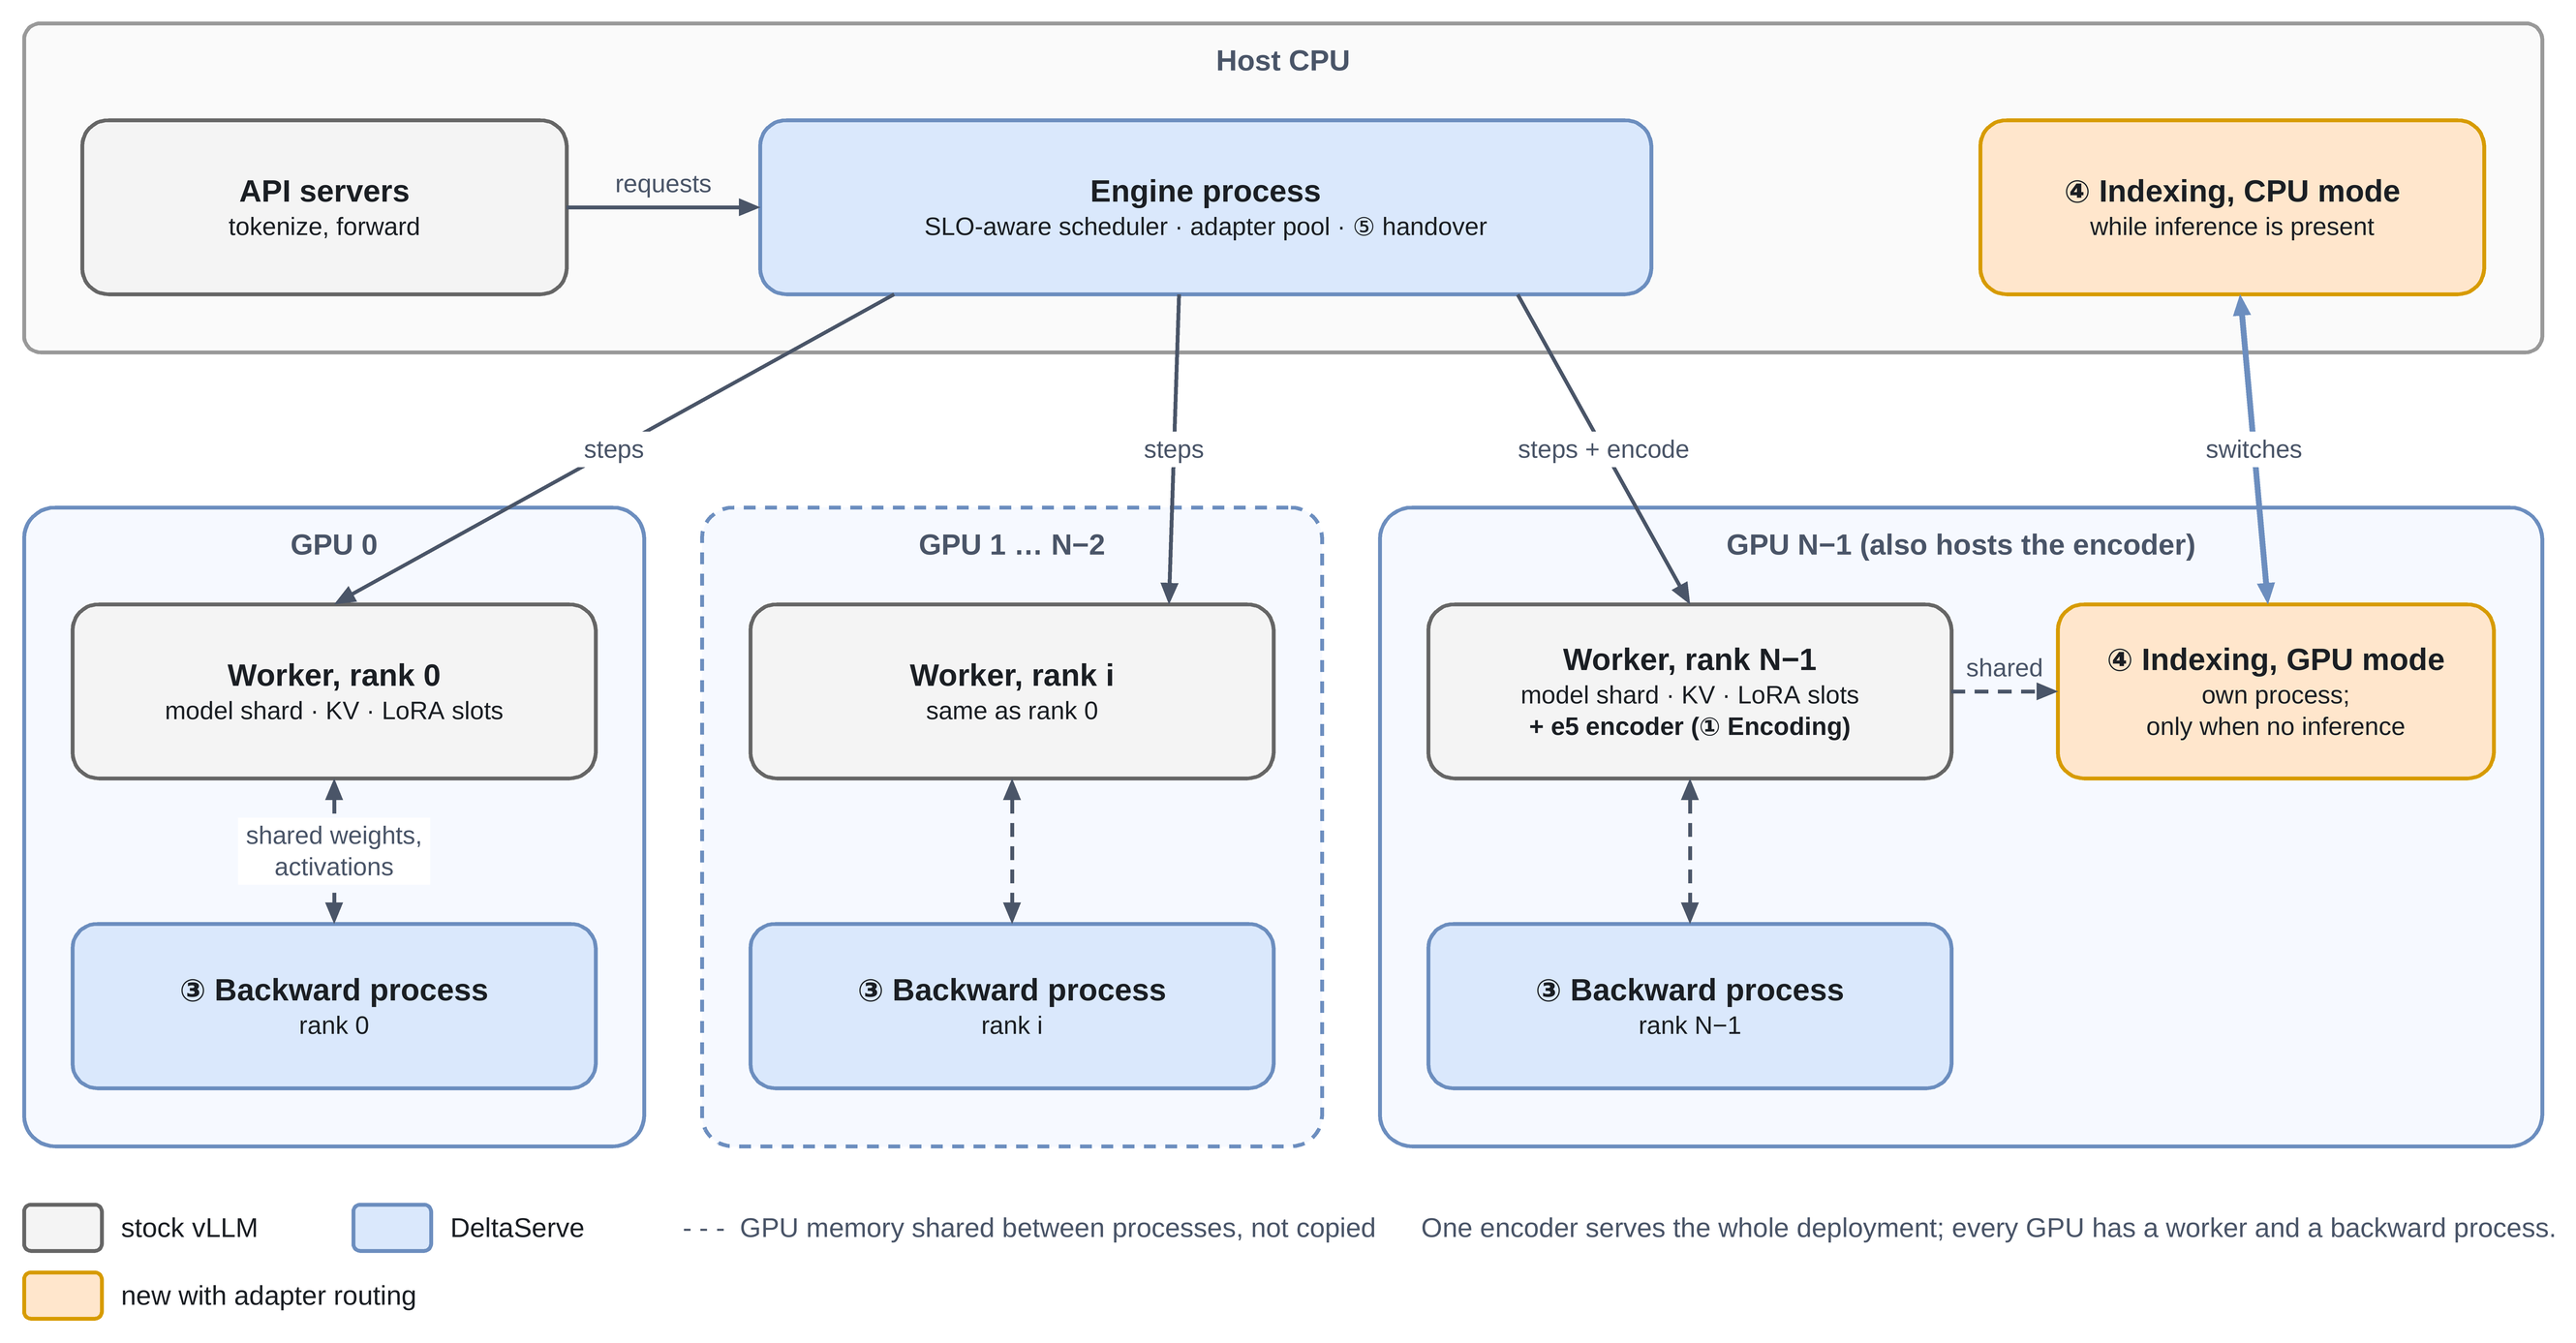 Host CPU
API servers
tokenize, forward
requests
Engine process
SLO-aware scheduler · adapter pool · ⑤ handover
④ Indexing, CPU mode
while inference is present
steps
steps
steps + encode
switches
GPU 0
Worker, rank 0
model shard · KV · LoRA slots
shared weights,
activations
③ Backward process
rank 0
GPU 1 … N−2
Worker, rank i
same as rank 0
③ Backward process
rank i
GPU N−1 (also hosts the encoder)
Worker, rank N−1
model shard · KV · LoRA slots
+ e5 encoder (① Encoding)
shared
④ Indexing, GPU mode
own process;
only when no inference
③ Backward process
rank N−1
stock vLLM
DeltaServe
- - - GPU memory shared between processes, not copied
One encoder serves the whole deployment; every GPU has a worker and a backward process.
new with adapter routing